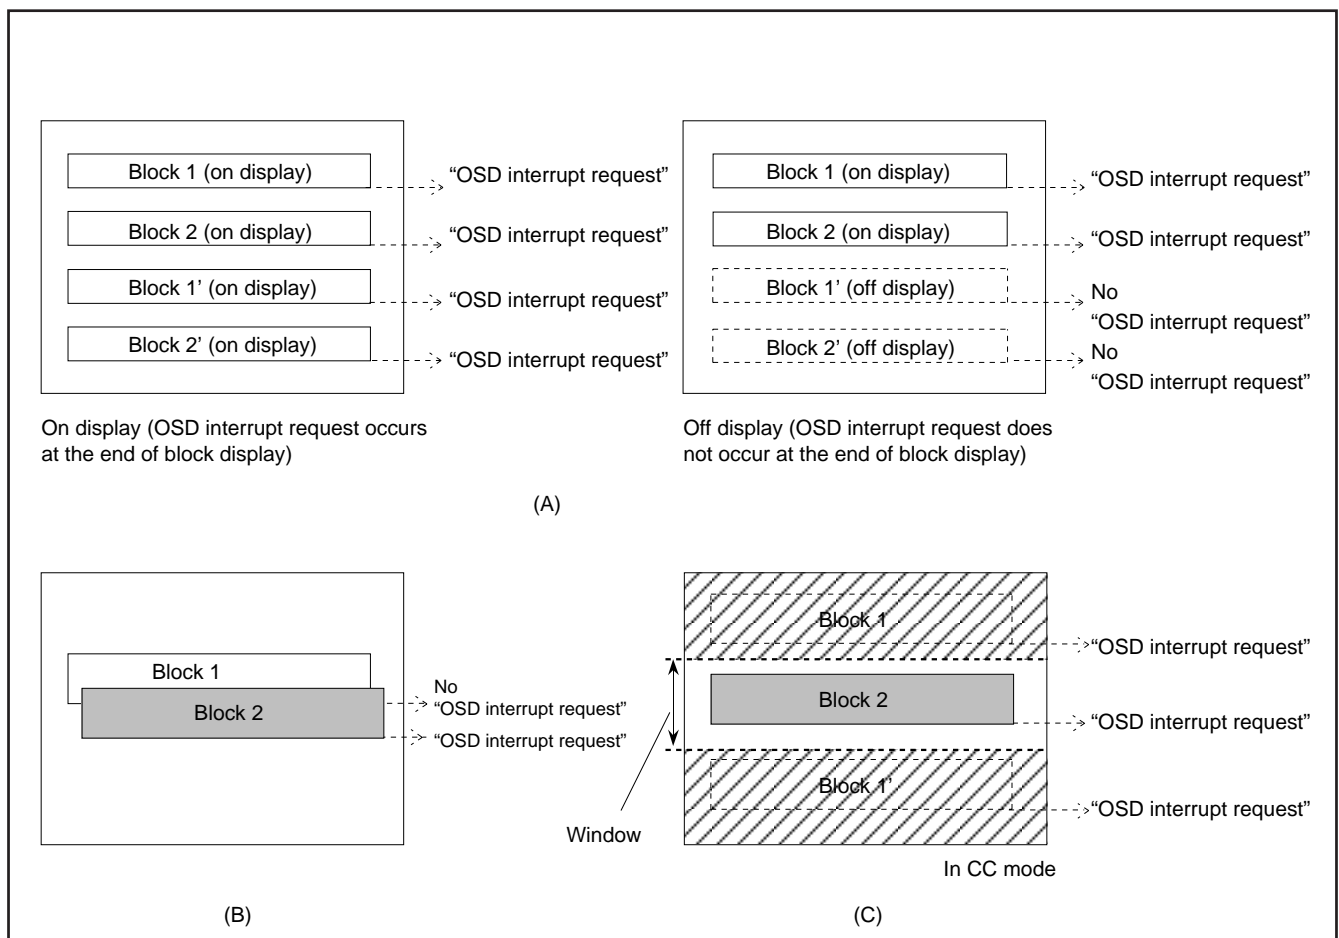 Block 1 (on display)
“OSD interrupt request”
Block 2 (on display)
“OSD interrupt request”
Block 1’ (on display)
“OSD interrupt request”
Block 2’ (on display)
“OSD interrupt request”
On display (OSD interrupt request occurs
at the end of block display)
Block 1 (on display)
“OSD interrupt request”
Block 2 (on display)
“OSD interrupt request”
Block 1’ (off display)
No
“OSD interrupt request”
Block 2’ (off display)
No
“OSD interrupt request”
Off display (OSD interrupt request does
not occur at the end of block display)
(A)
Block 1
Block 2
No
“OSD interrupt request”
“OSD interrupt request”
(B)
Block 1
“OSD interrupt request”
Block 2
“OSD interrupt request”
Block 1’
“OSD interrupt request”
Window
In CC mode
(C)